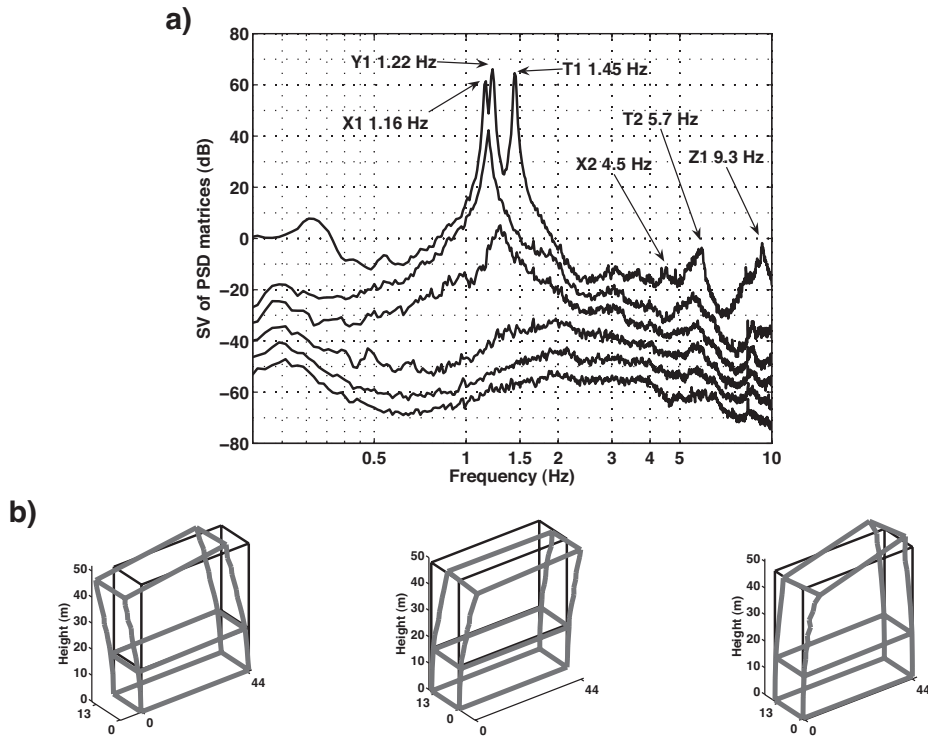 a)
80
60
40
20
0
−20
−40
−60
−80
SV of PSD matrices (dB)
Y1 1.22 Hz
X1 1.16 Hz
T1 1.45 Hz
T2 5.7 Hz
X2 4.5 Hz
Z1 9.3 Hz
0.5 1 1.5 2 3 4 5 10
Frequency (Hz)
b)
50
40
30
20
10
0
Height (m)
13
0
0
44
50
40
30
20
10
0
Height (m)
13
0
0
44
50
40
30
20
10
0
Height (m)
13
0
0
44